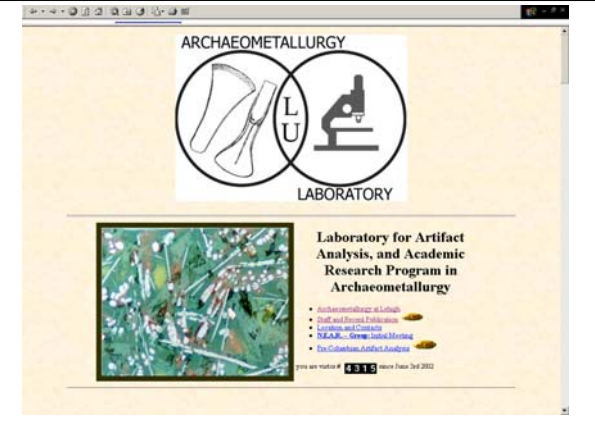 ARCHAEOMETALLURGY
L
U
LABORATORY
Laboratory for Artifact
Analysis, and Academic
Research Program in
Archaeometallurgy
Archaeometallurgy at Lehigh
Staff and Recent Publication
Location and Contacts
N.E.A.R. -- Group: Initial Meeting
Pre-Columbian Artifact Analysis
you are visitor # 4315 since June 3rd 2002